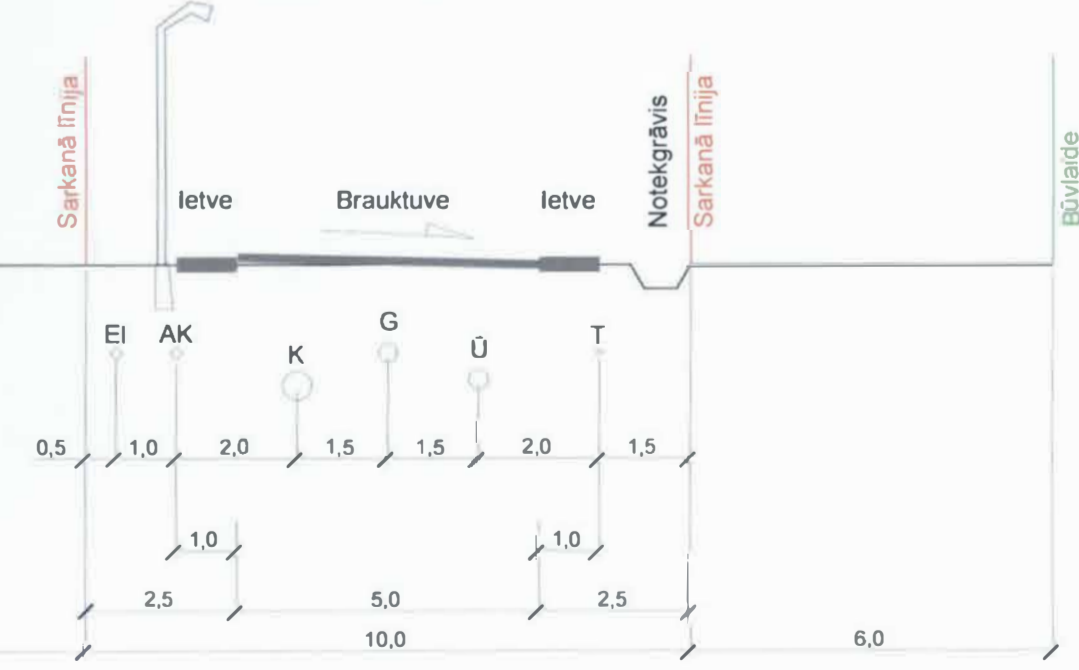 Sarkanā līnija
Ietve
Brauktuve
Ietve
Notekgrāvis
Sarkanā līnija
Būvlaide
El
AK
K
G
Ū
T
0,5
1,0
2,0
1,5
1,5
2,0
1,5
1,0
1,0
2,5
5,0
2,5
10,0
6,0